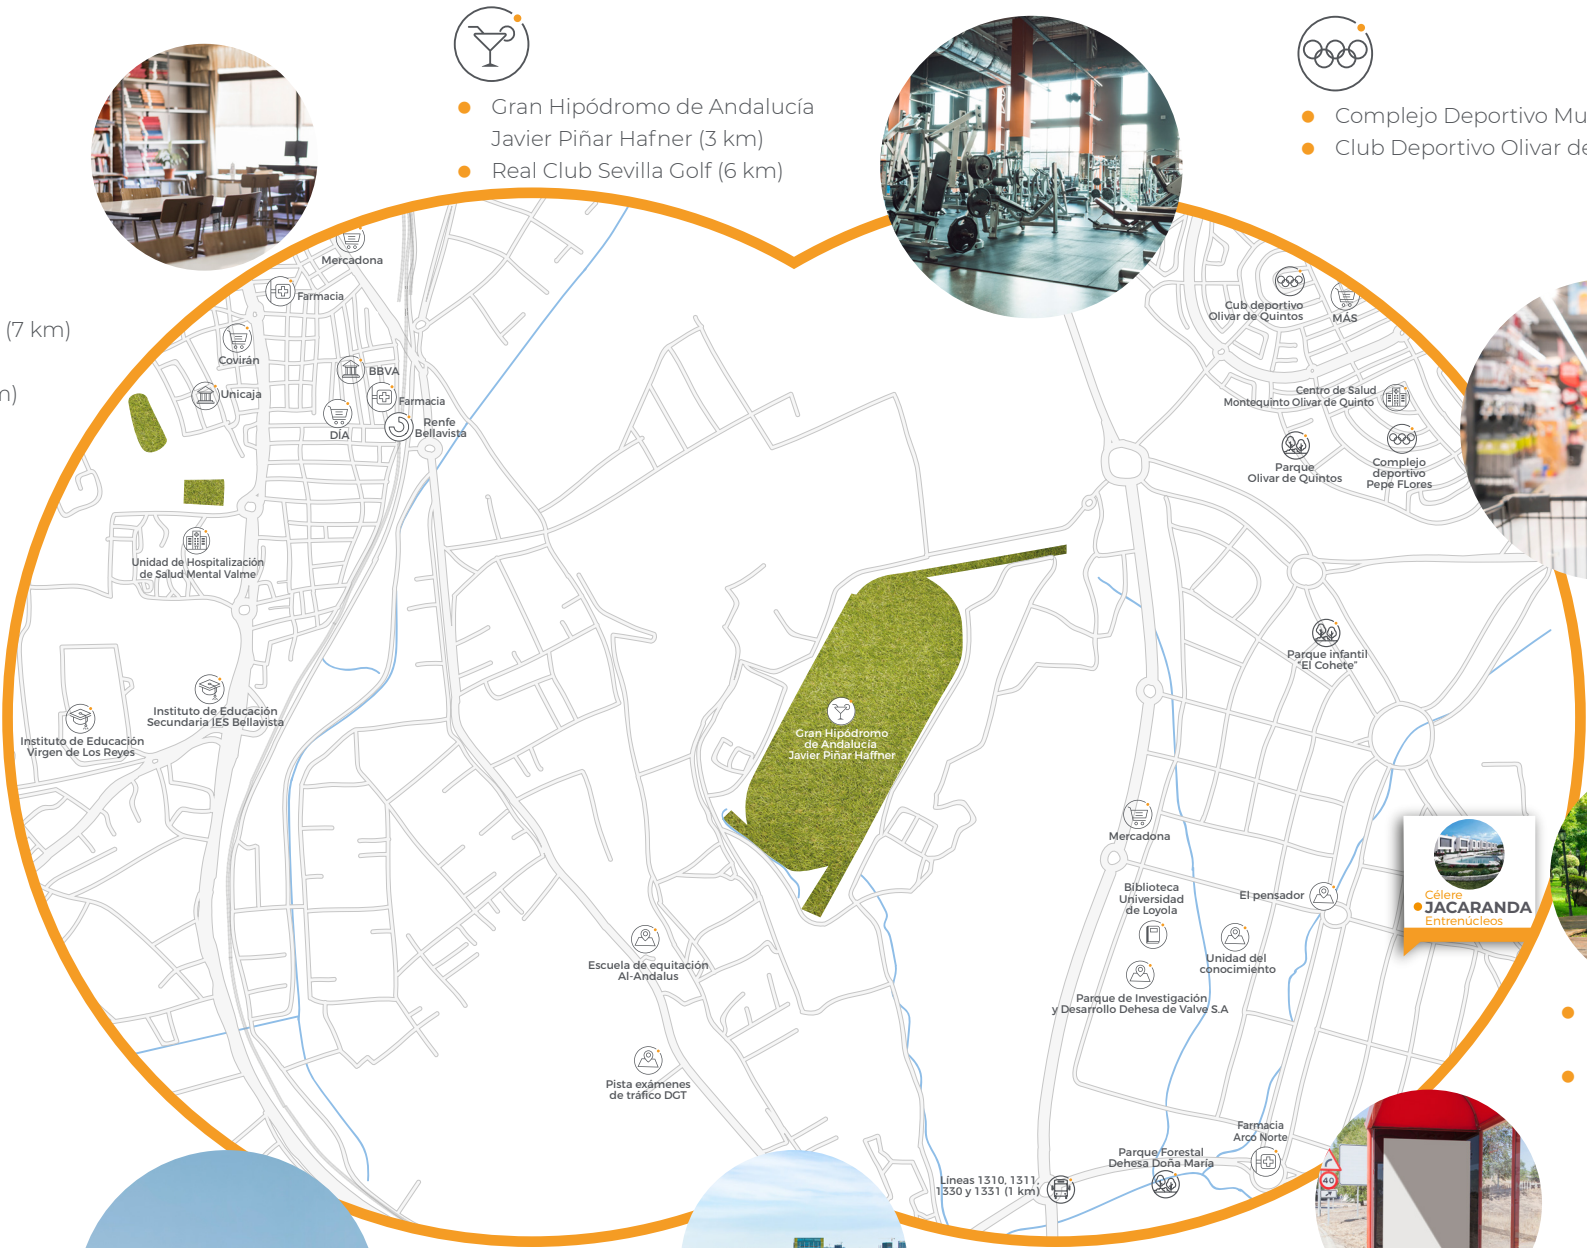 Gran Hipódromo de Andalucía
Javier Piñar Hafner (3 km)
Real Club Sevilla Golf (6 km)
Complejo Deportivo
Club Deportivo Olivar
(7 km)
Mercadona
Farmacia
Covirán
BBVA
Unicaja
Farmacia
DÍA
Renfe
Bellavista
Cub deportivo
Olivar de Quintos
MÁS
Centro de Salud
Montequinto Olivar de Quinto
Parque
Olivar de Quintos
Complejo
deportivo
Pepe FLores
Unidad de Hospitalización
de Salud Mental Valme
Parque infantil
"El Cohete"
Instituto de Educación
Secundaria IES Bellavista
Instituto de Educación
Virgen de Los Reyes
Gran Hipódromo
de Andalucía
Javier Piñar Haffner
Mercadona
Biblioteca
Universidad
de Loyola
El pensador
Célere
JACARANDA
Entrenúcleos
Unidad del
conocimiento
Escuela de equitación
Al-Andalus
Parque de Investigación
y Desarrollo Dehesa de Valve S.A
Pista exámenes
de tráfico DGT
Farmacia
Arco Norte
Parque Forestal
Dehesa Doña María
Líneas 1310, 1311,
1330 y 1331 (1 km)
40